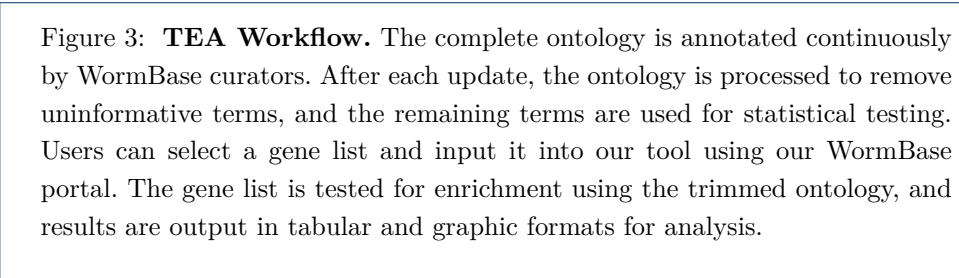 Figure 3: TEA Workflow. The complete ontology is annotated continuously
by WormBase curators. After each update, the ontology is processed to remove
uninformative terms, and the remaining terms are used for statistical testing.
Users can select a gene list and input it into our tool using our WormBase
portal. The gene list is tested for enrichment using the trimmed ontology, and
results are output in tabular and graphic formats for analysis.